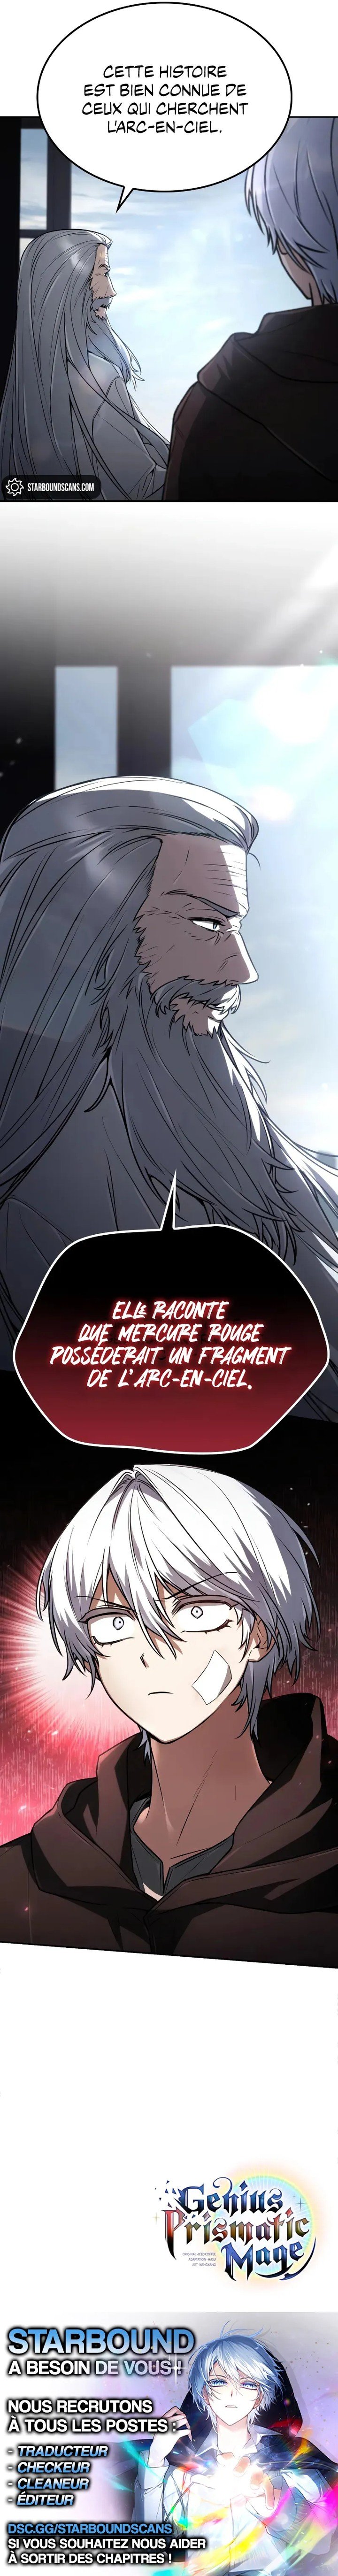 CETTE HISTOIRE
EST BIEN CONNUE DE
CEUX QUI CHERCHENT
L'ARC-EN-CIEL.
STARBOUNDSCANS.COM
ELLE RACONTE
QUE MERCURE ROUGE
POSSÉDERAIT UN FRAGMENT
DE L'ARC-EN-CIEL.
Genius
Prismatic
Mage
STARBOUND
A BESOIN DE VOUS
NOUS RECRUTONS
À TOUS LES POSTES :
- TRADUCTEUR
- CHECKEUR
- CLEANEUR
- ÉDITEUR
DSC.GG/STARBOUNDSCANS
SI VOUS SOUHAITEZ NOUS AIDER
À SORTIR DES CHAPITRES !